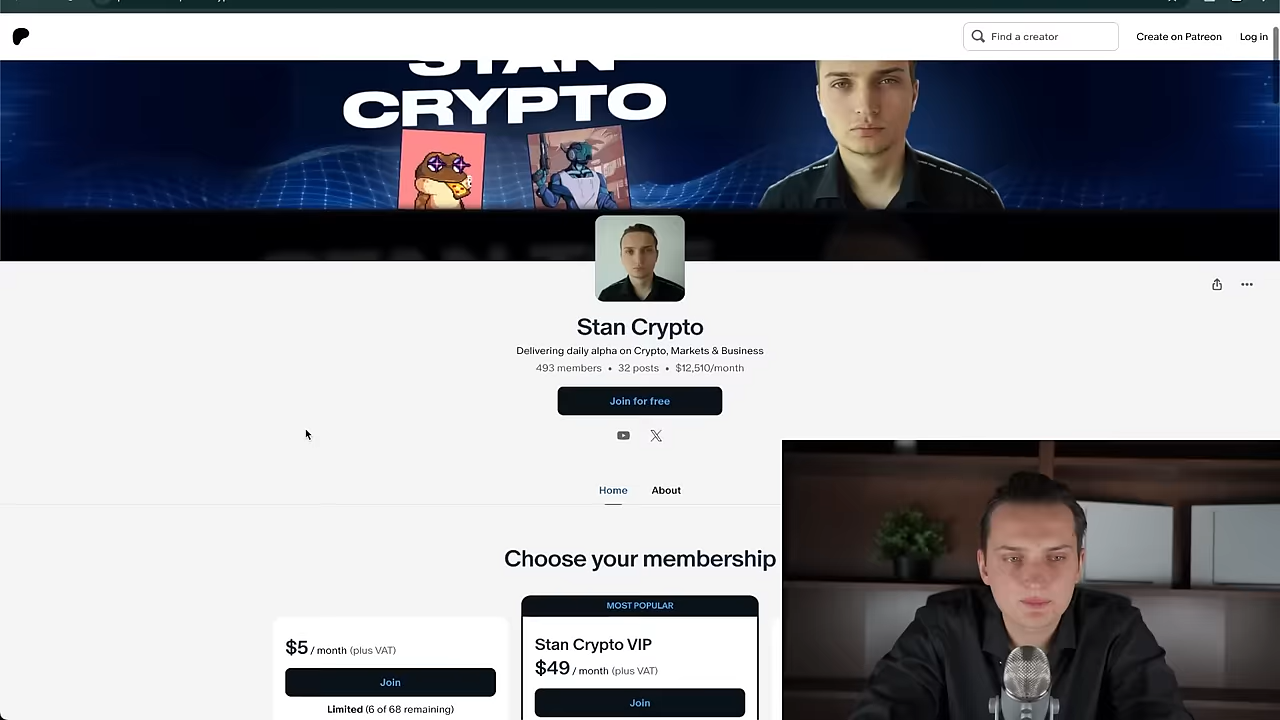 Find a creator
Create on Patreon
Log in
STAN
CRYPTO
Stan Crypto
Delivering daily alpha on Crypto, Markets & Business
493 members • 32 posts • $12,510/month
Join for free
Home
About
Choose your membership
MOST POPULAR
$5 / month (plus VAT)
Join
Limited (6 of 68 remaining)
Stan Crypto VIP
$49 / month (plus VAT)
Join